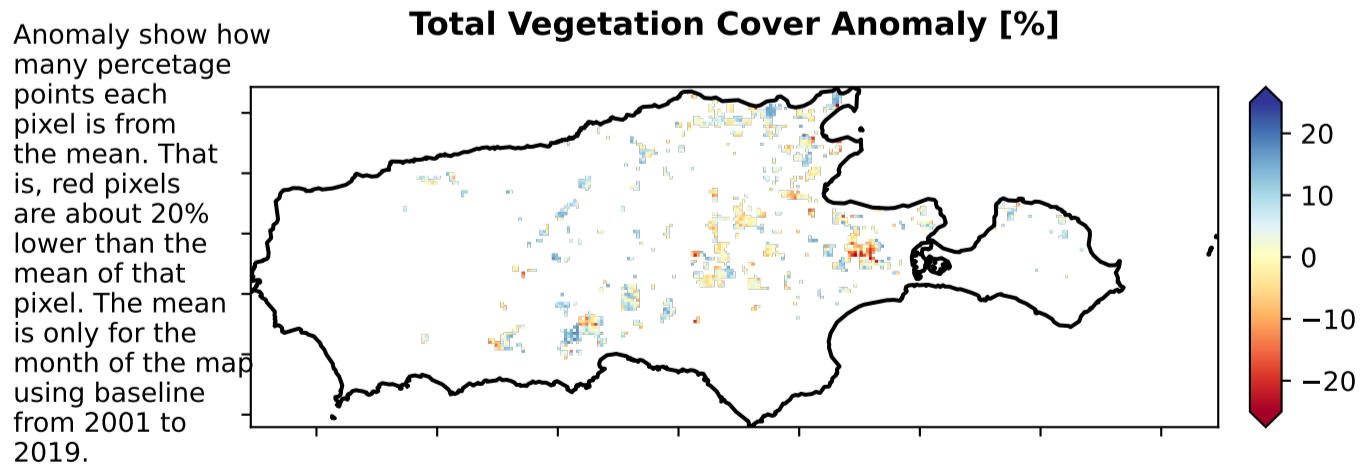 Total Vegetation Cover Anomaly [%]
Anomaly show how
many percetage
points each
pixel is from
the mean. That
is, red pixels
are about 20%
lower than the
mean of that
pixel. The mean
is only for the
month of the map
using baseline
from 2001 to
2019.
20
10
0
−10
−20